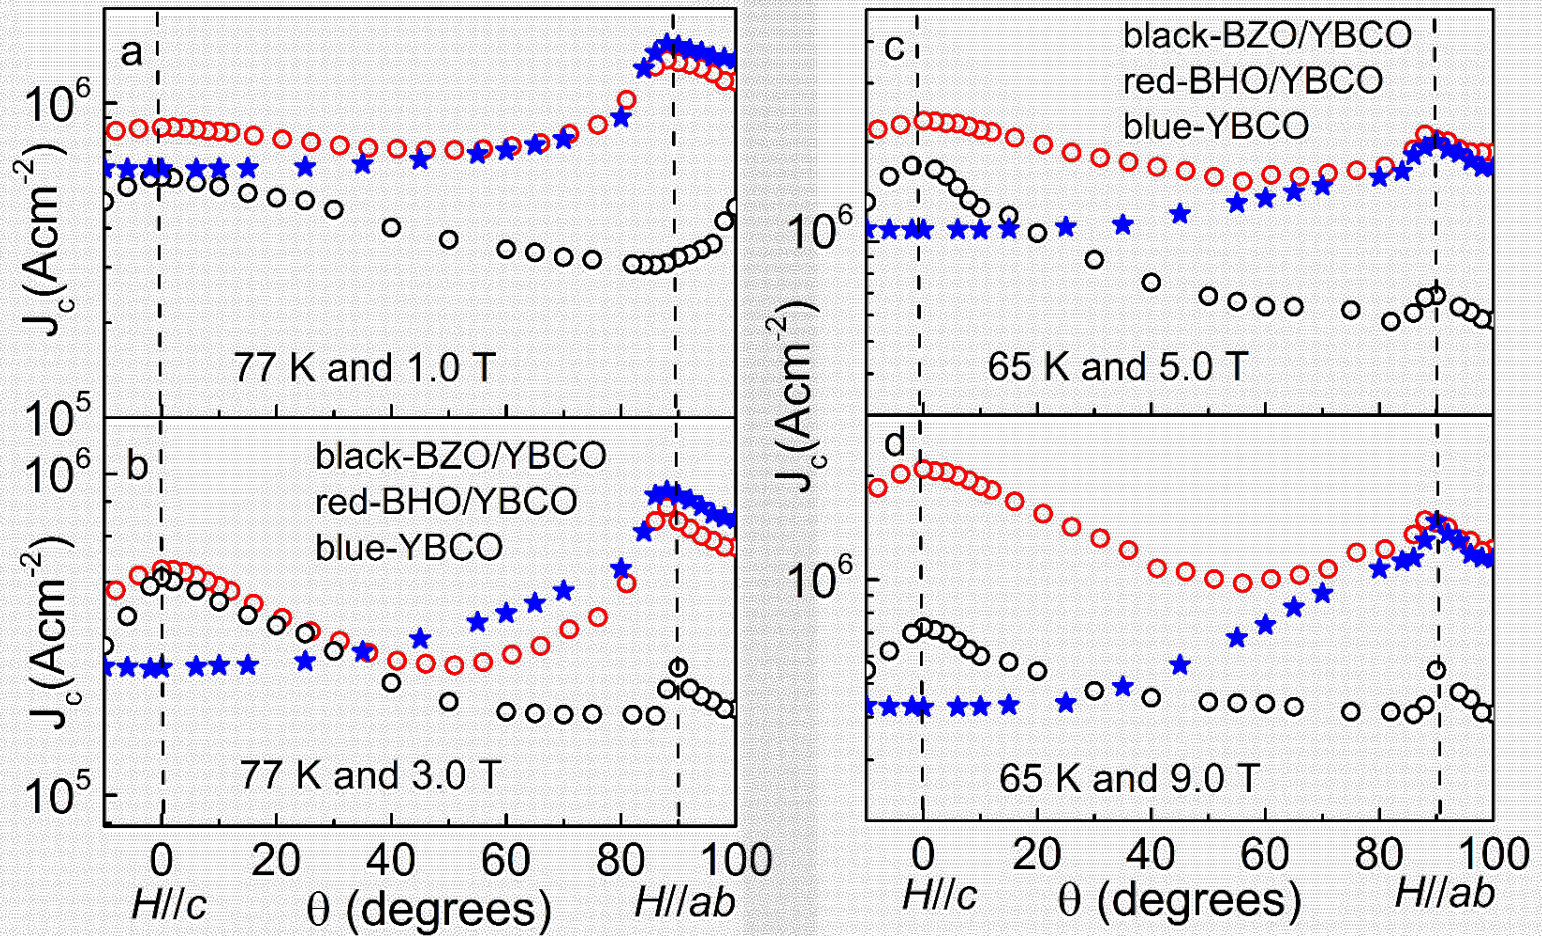 a
10⁶
J_c(Acm⁻²)
77 K and 1.0 T
10⁵
b
black-BZO/YBCO
red-BHO/YBCO
blue-YBCO
10⁶
J_c(Acm⁻²)
77 K and 3.0 T
10⁵
0 20 40 60 80 100
H//c θ (degrees) H//ab
c
black-BZO/YBCO
red-BHO/YBCO
blue-YBCO
10⁶
J_c(Acm⁻²)
65 K and 5.0 T
d
10⁶
65 K and 9.0 T
0 20 40 60 80 100
H//c θ (degrees) H//ab